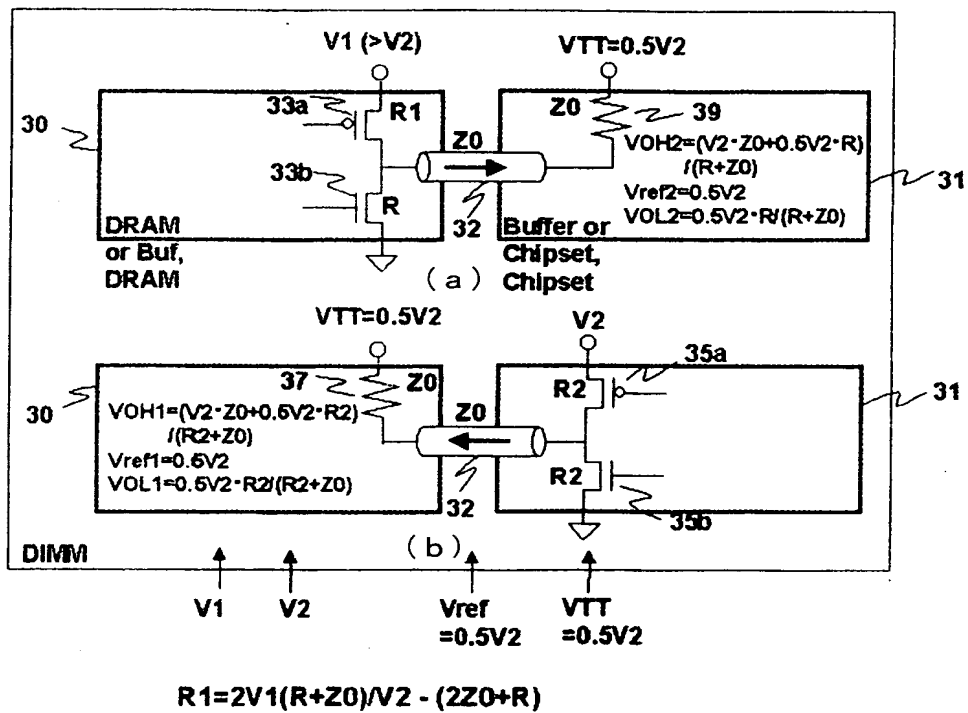 V1 (>V2)
VTT=0.5V2
30
33a
R1
Z0
39
Z0
VOH2=(V2·Z0+0.5V2·R)
/(R+Z0)
Vref2=0.5V2
VOL2=0.5V2·R/(R+Z0)
31
33b
R
32
DRAM
or Buf,
DRAM
(a)
Buffer or
Chipset,
Chipset
VTT=0.5V2
V2
30
37
Z0
Z0
R2
35a
31
VOH1=(V2·Z0+0.5V2·R2)
/(R2+Z0)
Vref1=0.5V2
VOL1=0.5V2·R2/(R2+Z0)
R2
32
35b
DIMM
(b)
V1
V2
Vref
=0.5V2
VTT
=0.5V2
R1=2V1(R+Z0)/V2 - (2Z0+R)